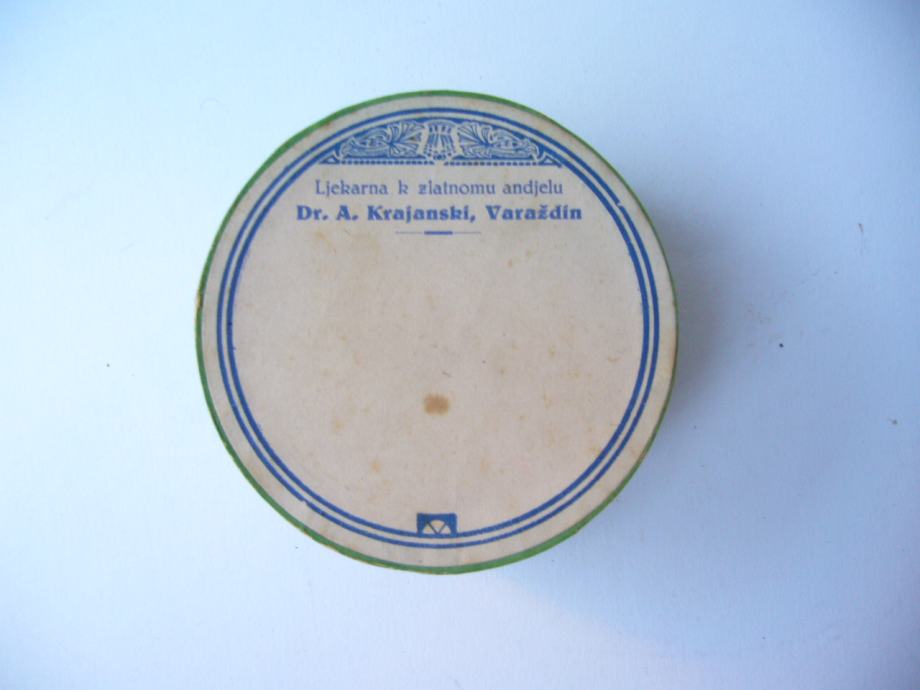 Ljekarna k zlatnomu andjelu
Dr. A. Krajanski, Varaždin